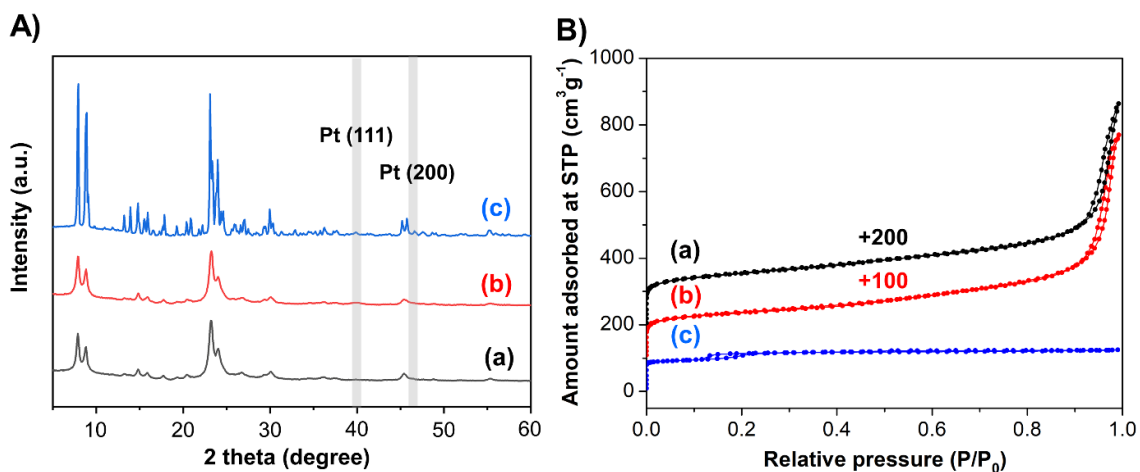 A)
Intensity (a.u.)
Pt (111)
Pt (200)
(c)
(b)
(a)
10 20 30 40 50 60
2 theta (degree)
B)
Amount adsorbed at STP (cm³g⁻¹)
1000
800
600
400
200
0
+200
(a)
+100
(b)
(c)
0.0 0.2 0.4 0.6 0.8 1.0
Relative pressure (P/P₀)